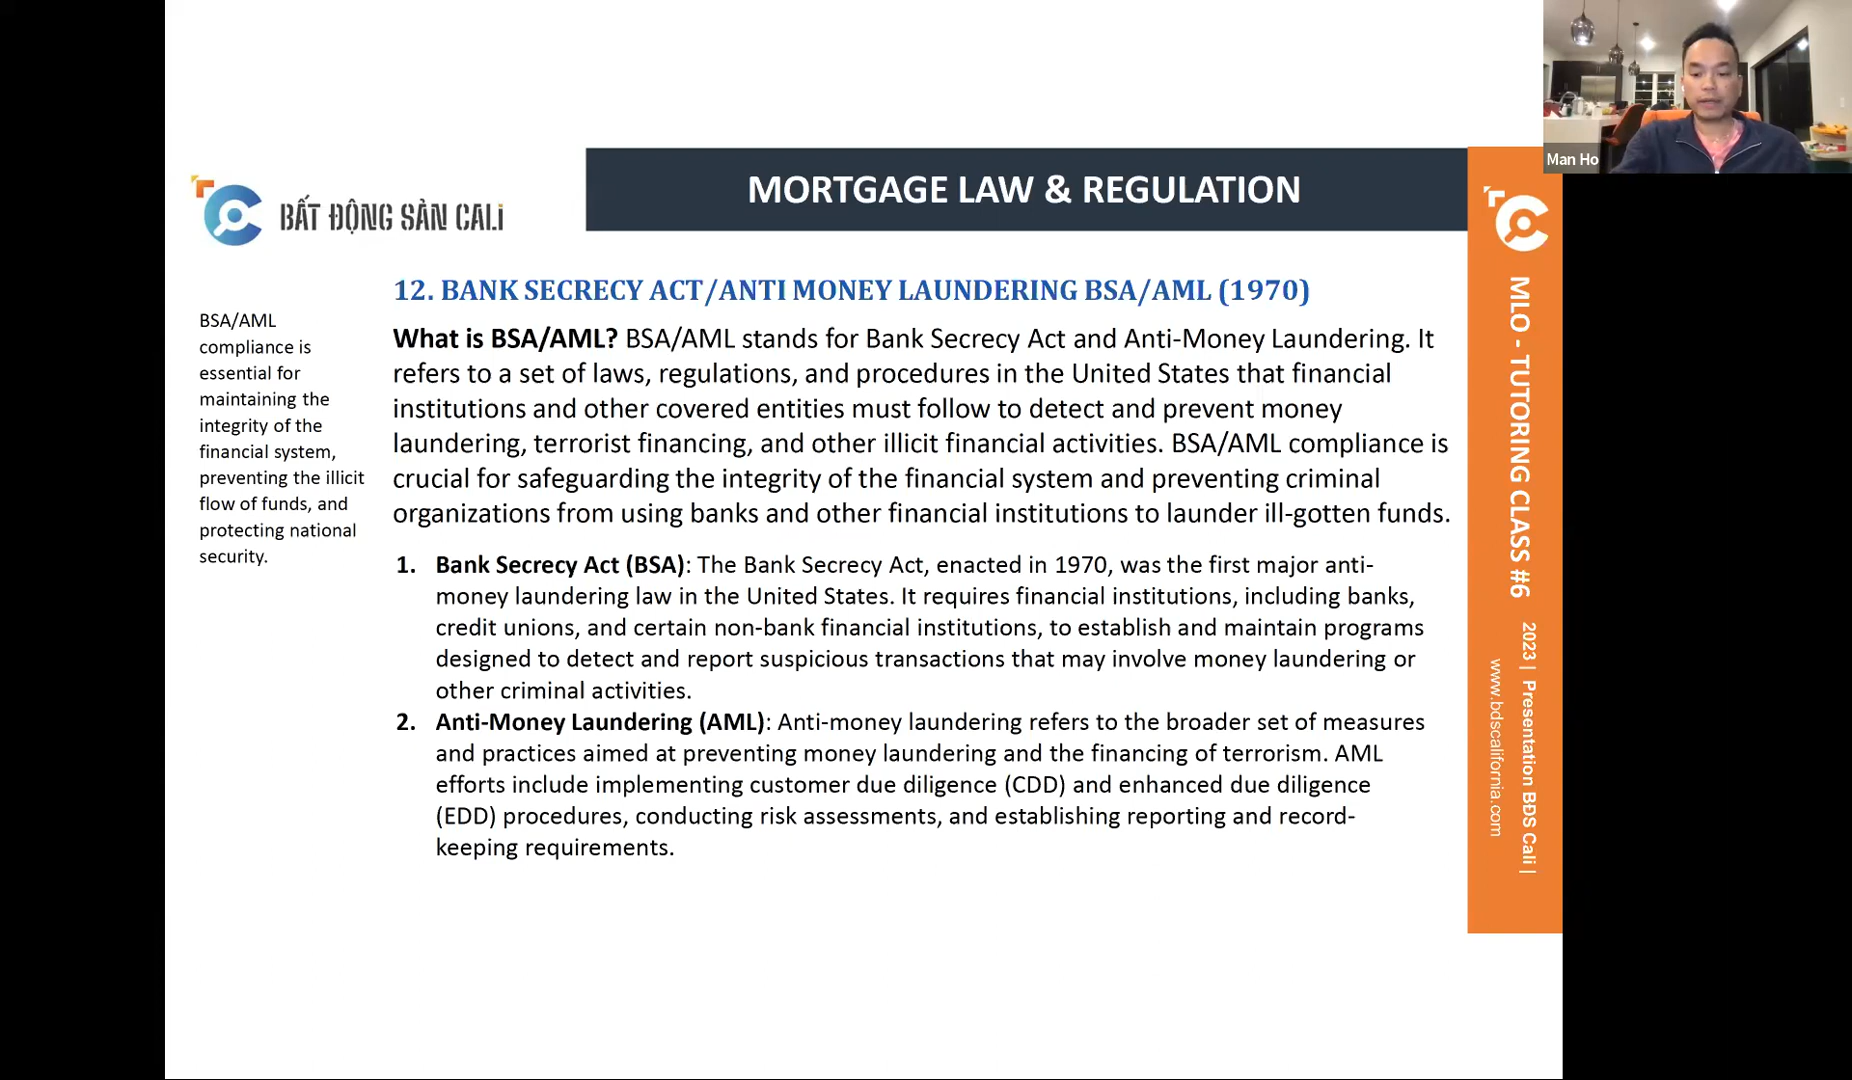 Man Ho
BẤT ĐỘNG SẢN CALi
MORTGAGE LAW & REGULATION
12. BANK SECRECY ACT/ANTI MONEY LAUNDERING BSA/AML (1970)
BSA/AML
compliance is
essential for
maintaining the
integrity of the
financial system,
preventing the illicit
flow of funds, and
protecting national
security.
What is BSA/AML? BSA/AML stands for Bank Secrecy Act and Anti-Money Laundering. It
refers to a set of laws, regulations, and procedures in the United States that financial
institutions and other covered entities must follow to detect and prevent money
laundering, terrorist financing, and other illicit financial activities. BSA/AML compliance is
crucial for safeguarding the integrity of the financial system and preventing criminal
organizations from using banks and other financial institutions to launder ill-gotten funds.
1. Bank Secrecy Act (BSA): The Bank Secrecy Act, enacted in 1970, was the first major anti-
money laundering law in the United States. It requires financial institutions, including banks,
credit unions, and certain non-bank financial institutions, to establish and maintain programs
designed to detect and report suspicious transactions that may involve money laundering or
other criminal activities.
2. Anti-Money Laundering (AML): Anti-money laundering refers to the broader set of measures
and practices aimed at preventing money laundering and the financing of terrorism. AML
efforts include implementing customer due diligence (CDD) and enhanced due diligence
(EDD) procedures, conducting risk assessments, and establishing reporting and record-
keeping requirements.
MLO - TUTORING CLASS #6
2023 | Presentation BĐS Cali |
www.bdscalifornia.com